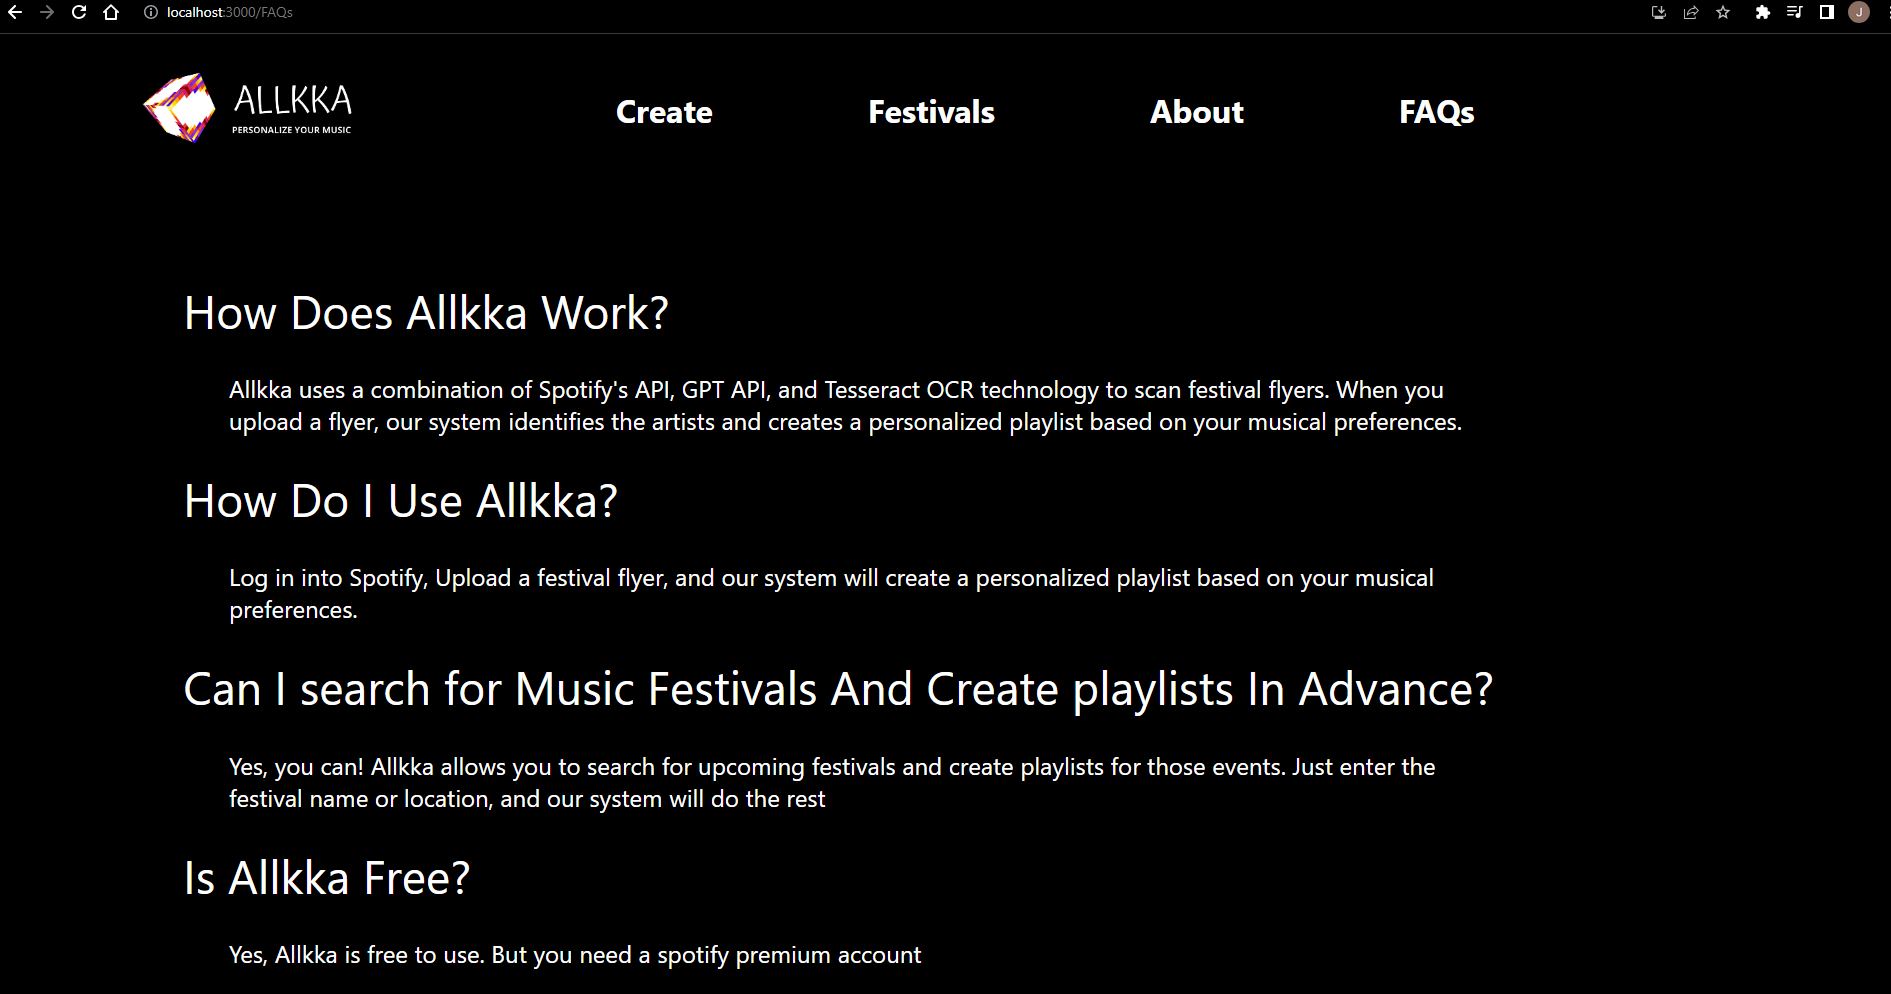 localhost:3000/FAQs
J
ALLKKA
PERSONALIZE YOUR MUSIC
Create
Festivals
About
FAQs
How Does Allkka Work?
Allkka uses a combination of Spotify's API, GPT API, and Tesseract OCR technology to scan festival flyers. When you
upload a flyer, our system identifies the artists and creates a personalized playlist based on your musical preferences.
How Do I Use Allkka?
Log in into Spotify, Upload a festival flyer, and our system will create a personalized playlist based on your musical
preferences.
Can I search for Music Festivals And Create playlists In Advance?
Yes, you can! Allkka allows you to search for upcoming festivals and create playlists for those events. Just enter the
festival name or location, and our system will do the rest
Is Allkka Free?
Yes, Allkka is free to use. But you need a spotify premium account